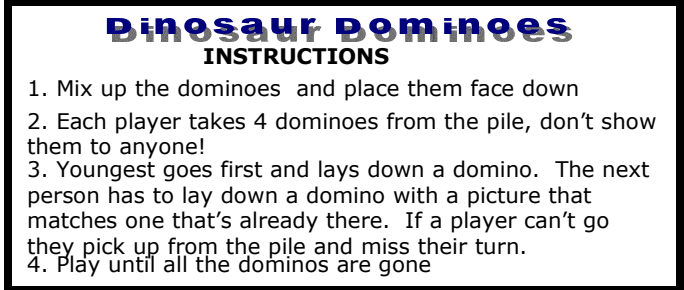 Dinosaur Dominoes
INSTRUCTIONS
1. Mix up the dominoes  and place them face down
2. Each player takes 4 dominoes from the pile, don’t show
them to anyone!
3. Youngest goes first and lays down a domino.  The next
person has to lay down a domino with a picture that
matches one that’s already there.  If a player can’t go
they pick up from the pile and miss their turn.
4. Play until all the dominos are gone